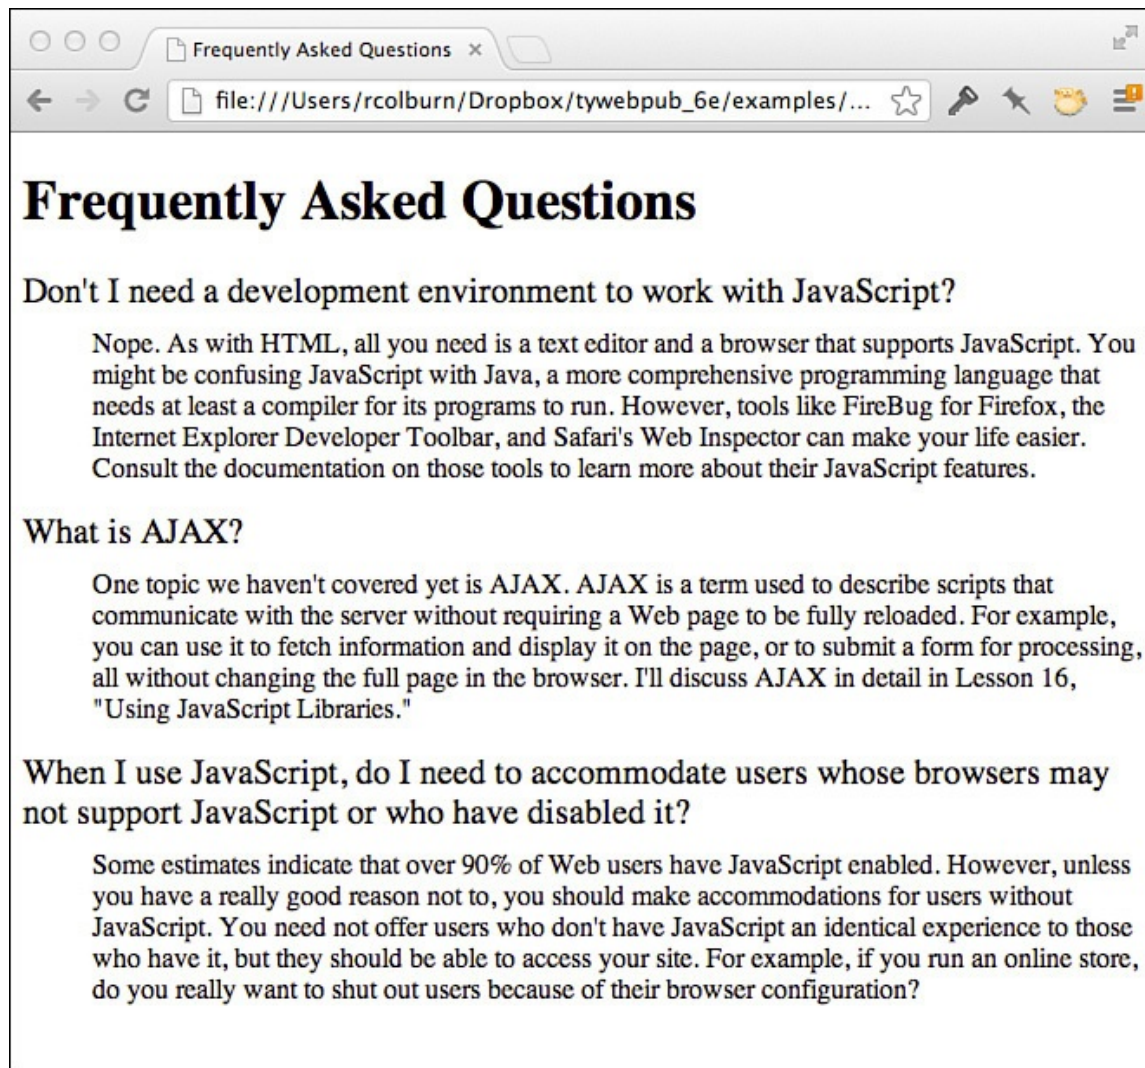 Frequently Asked Questions
file:///Users/rcolburn/Dropbox/tywebpub_6e/examples/...
Frequently Asked Questions
Don't I need a development environment to work with JavaScript?
Nope. As with HTML, all you need is a text editor and a browser that supports JavaScript. You
might be confusing JavaScript with Java, a more comprehensive programming language that
needs at least a compiler for its programs to run. However, tools like FireBug for Firefox, the
Internet Explorer Developer Toolbar, and Safari's Web Inspector can make your life easier.
Consult the documentation on those tools to learn more about their JavaScript features.
What is AJAX?
One topic we haven't covered yet is AJAX. AJAX is a term used to describe scripts that
communicate with the server without requiring a Web page to be fully reloaded. For example,
you can use it to fetch information and display it on the page, or to submit a form for processing,
all without changing the full page in the browser. I'll discuss AJAX in detail in Lesson 16,
"Using JavaScript Libraries."
When I use JavaScript, do I need to accommodate users whose browsers may
not support JavaScript or who have disabled it?
Some estimates indicate that over 90% of Web users have JavaScript enabled. However, unless
you have a really good reason not to, you should make accommodations for users without
JavaScript. You need not offer users who don't have JavaScript an identical experience to those
who have it, but they should be able to access your site. For example, if you run an online store,
do you really want to shut out users because of their browser configuration?